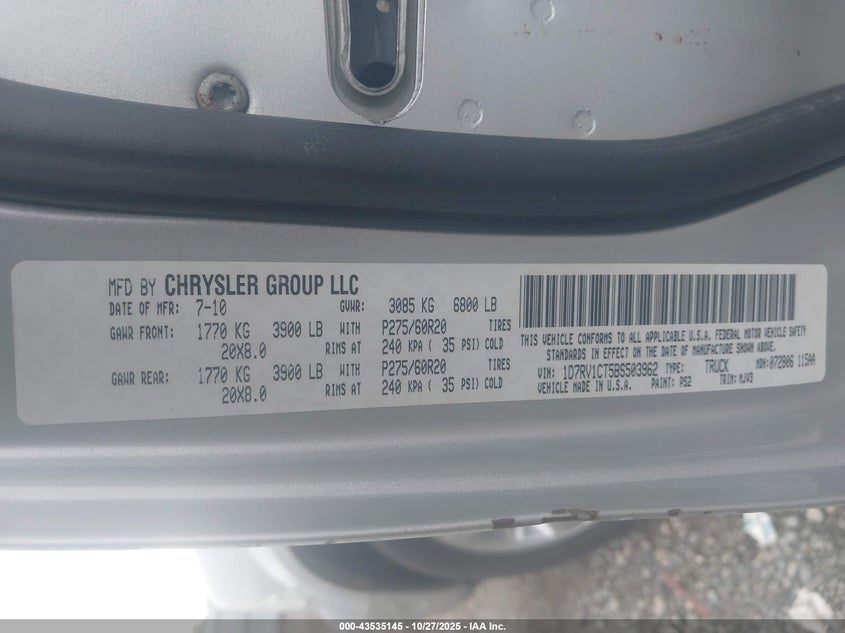 MFD BY CHRYSLER GROUP LLC
DATE OF MFR: 7-10 GVWR: 3085 KG 6800 LB
GAWR FRONT: 1770 KG 3900 LB WITH P275/60R20 TIRES
20X8.0 RIMS AT 240 KPA ( 35 PSI) COLD
GAWR REAR: 1770 KG 3900 LB WITH P275/60R20 TIRES
20X8.0 RIMS AT 240 KPA ( 35 PSI) COLD
THIS VEHICLE CONFORMS TO ALL APPLICABLE U.S.A. FEDERAL MOTOR VEHICLE SAFETY
STANDARDS IN EFFECT ON THE DATE OF MANUFACTURE SHOWN ABOVE.
VIN: 1D7RV1CT5BS503962 TYPE: TRUCK MDH: 072806 115AA
VEHICLE MADE IN U.S.A. PAINT: PS2 TRIM: MJV3
000-43535145 - 10/27/2025 - IAA Inc.